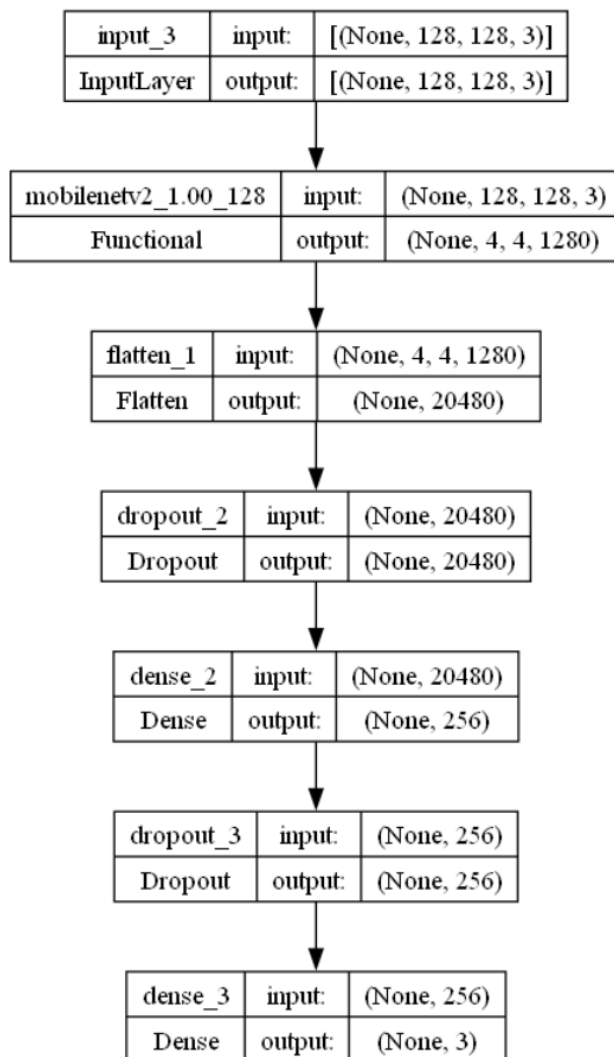 input_3 input: [(None, 128, 128, 3)]
InputLayer output: [(None, 128, 128, 3)]
mobilenetv2_1.00_128 input: (None, 128, 128, 3)
Functional output: (None, 4, 4, 1280)
flatten_1 input: (None, 4, 4, 1280)
Flatten output: (None, 20480)
dropout_2 input: (None, 20480)
Dropout output: (None, 20480)
dense_2 input: (None, 20480)
Dense output: (None, 256)
dropout_3 input: (None, 256)
Dropout output: (None, 256)
dense_3 input: (None, 256)
Dense output: (None, 3)